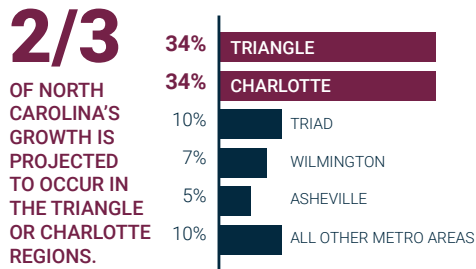 2/3
OF NORTH
CAROLINA'S
GROWTH IS
PROJECTED
TO OCCUR IN
THE TRIANGLE
OR CHARLOTTE
REGIONS.
34% TRIANGLE
34% CHARLOTTE
10% TRIAD
7% WILMINGTON
5% ASHEVILLE
10% ALL OTHER METRO AREAS